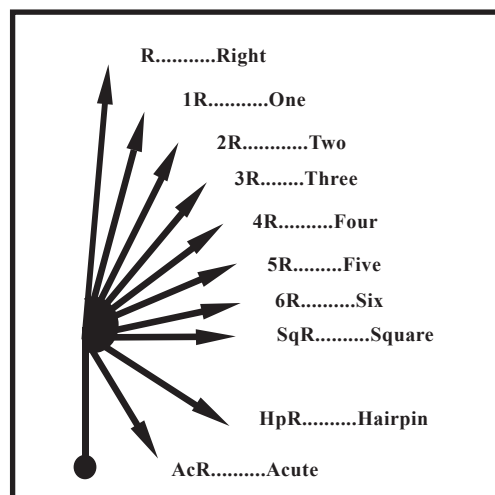 R...........Right
1R...........One
2R............Two
3R........Three
4R..........Four
5R.........Five
6R..........Six
SqR..........Square
HpR..........Hairpin
AcR..........Acute